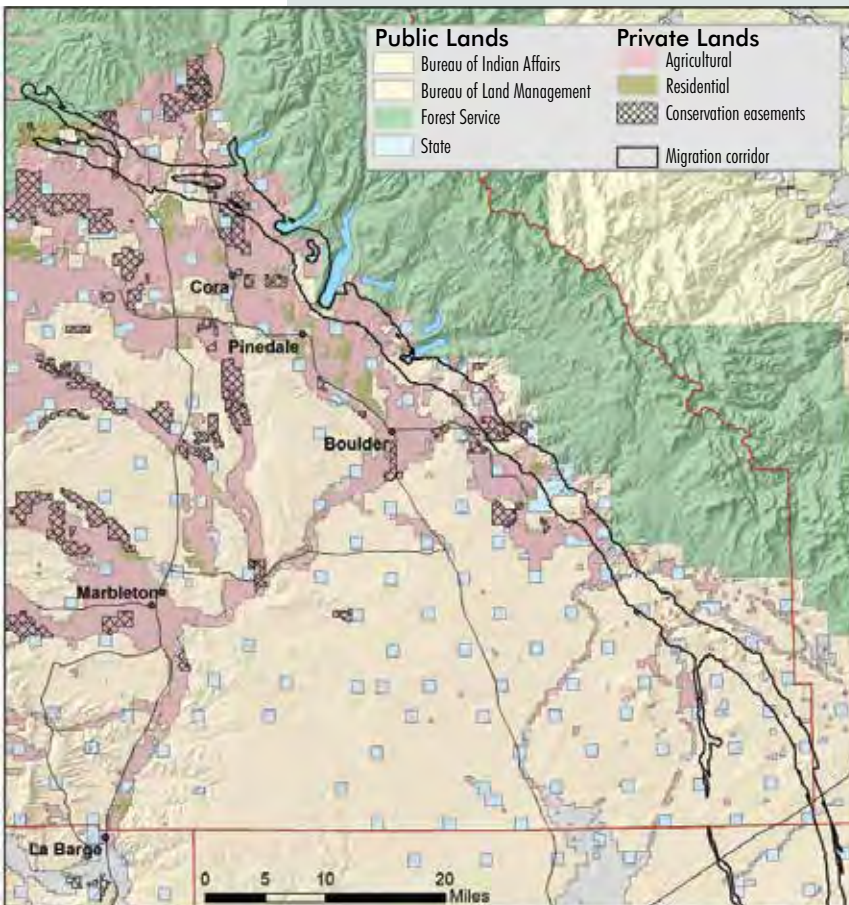 Public Lands
Bureau of Indian Affairs
Bureau of Land Management
Forest Service
State
Private Lands
Agricultural
Residential
Conservation easements
Migration corridor
Cora
Pinedale
Boulder
Marbleton
La Barge
0 5 10 20
Miles